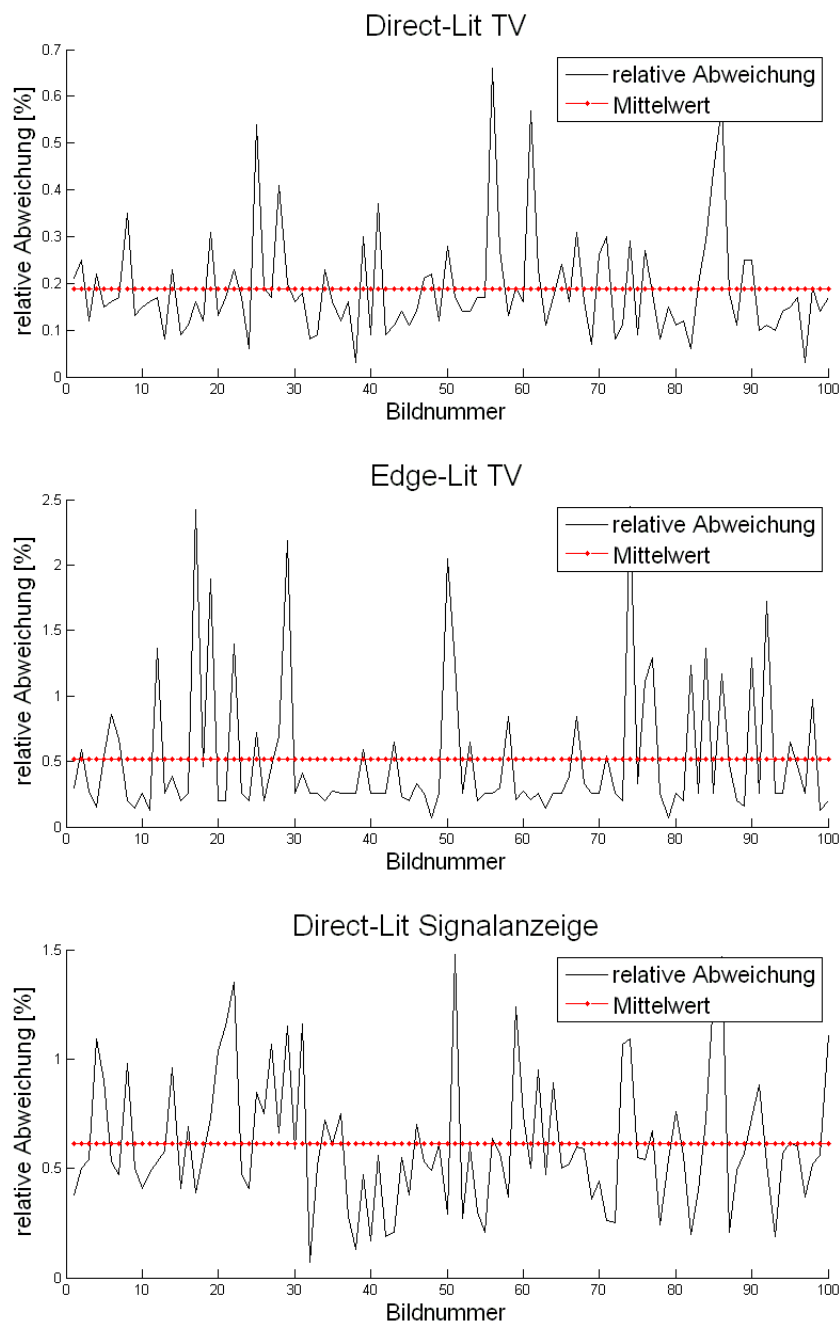 Direct-Lit TV
relative Abweichung [%]
0.7
0.6
0.5
0.4
0.3
0.2
0.1
0
relative Abweichung
Mittelwert
0 10 20 30 40 50 60 70 80 90 100
Bildnummer
Edge-Lit TV
relative Abweichung [%]
2.5
2
1.5
1
0.5
0
relative Abweichung
Mittelwert
0 10 20 30 40 50 60 70 80 90 100
Bildnummer
Direct-Lit Signalanzeige
relative Abweichung [%]
1.5
1
0.5
0
relative Abweichung
Mittelwert
0 10 20 30 40 50 60 70 80 90 100
Bildnummer